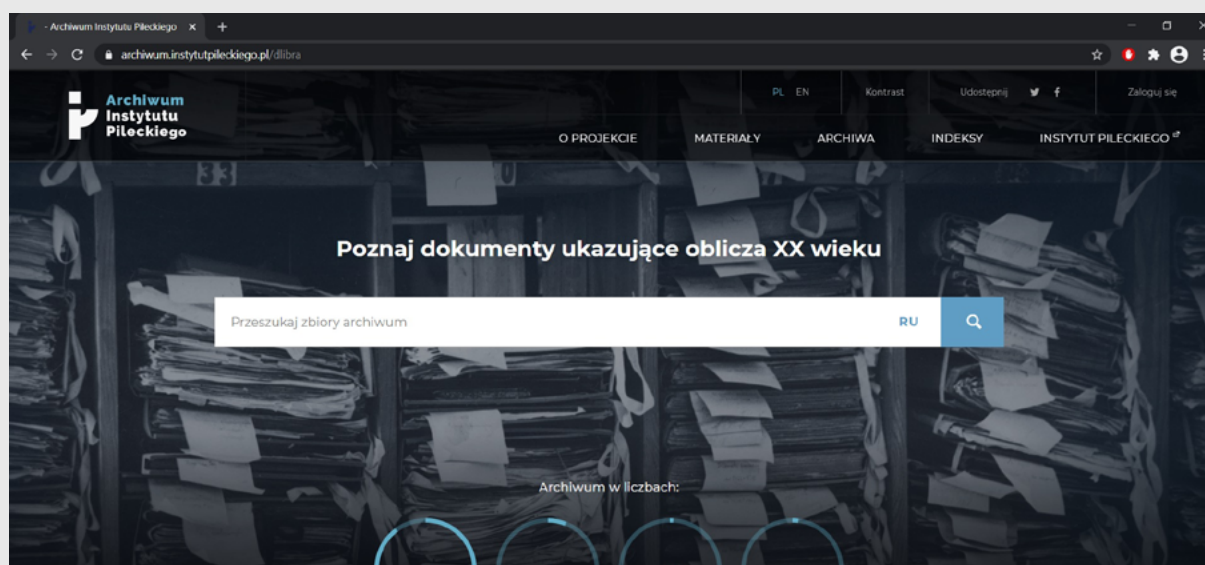 - Archiwum Instytutu Pileckiego
archiwum.instytutpileckiego.pl/dlibra
Archiwum
Instytutu
Pileckiego
PL EN Kontrast Udostępnij Zaloguj się
O PROJEKCIE MATERIAŁY ARCHIWA INDEKSY INSTYTUT PILECKIEGO
33
Poznaj dokumenty ukazujące oblicza XX wieku
Przeszukaj zbiory archiwum RU
Archiwum w liczbach: